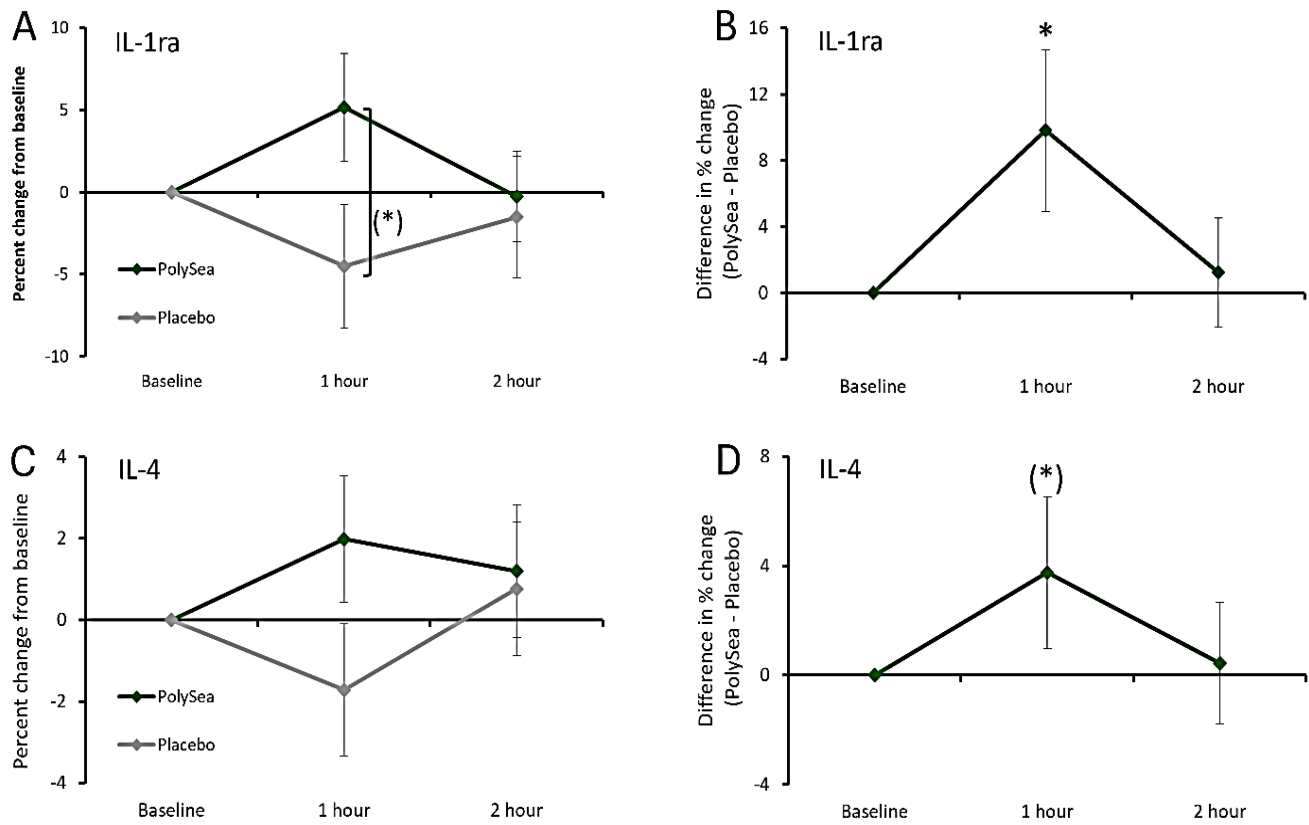 A
IL-1ra
Percent change from baseline
10
5
0
-5
-10
(*)
PolySea
Placebo
Baseline
1 hour
2 hour
B
IL-1ra
Difference in % change
(PolySea - Placebo)
16
12
8
4
0
-4
*
Baseline
1 hour
2 hour
C
IL-4
Percent change from baseline
4
2
0
-2
-4
PolySea
Placebo
Baseline
1 hour
2 hour
D
IL-4
Difference in % change
(PolySea - Placebo)
8
4
0
-4
(*)
Baseline
1 hour
2 hour